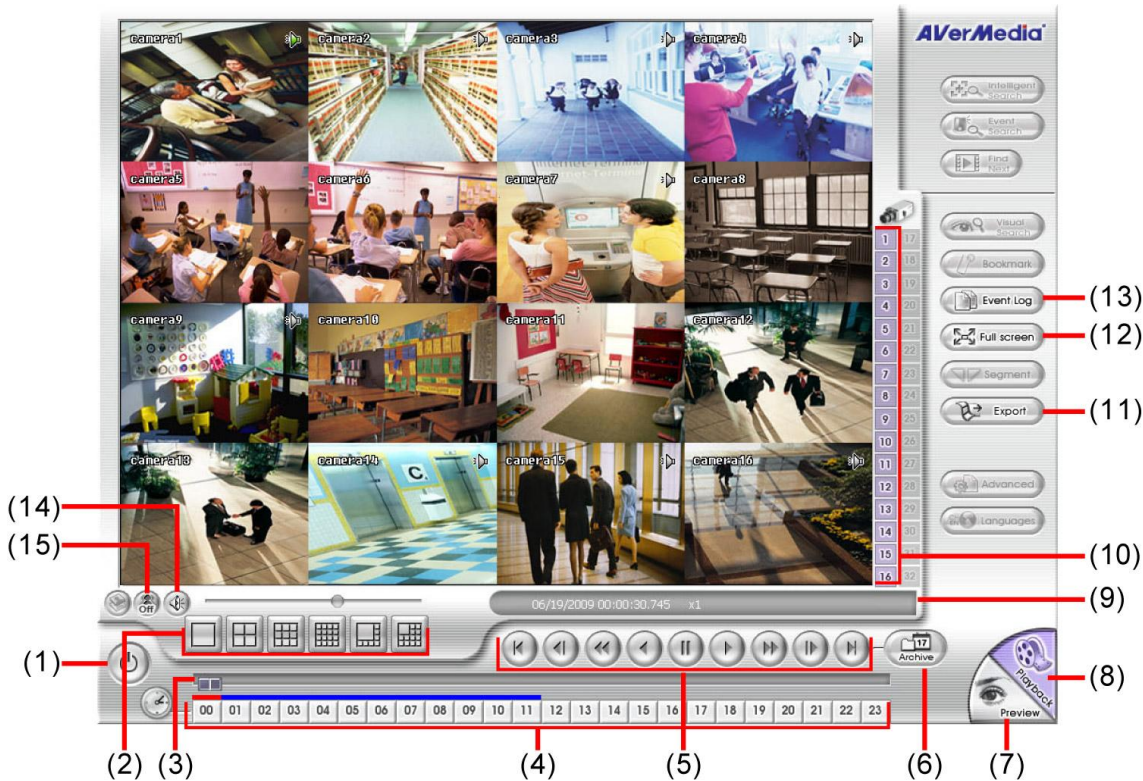 camera1
camera2
camera3
camera4
AVerMedia
Intelligent Search
Event Search
Find Next
camera5
camera6
camera7
camera8
Visual Search
Bookmark
Event Log
(13)
Full screen
(12)
Segment
Export
(11)
camera9
camera10
camera11
camera12
1 17
2 18
3 19
4 20
5 21
6 22
7 23
8 24
9 25
10 26
11 27
12 28
13 29
14 30
15
16 32
camera13
camera14
C.
camera15
camera16
Advanced
Languages
(14)
(15)
(10)
Off
06/19/2009 00:00:30.745 x1
(9)
(1)
Archive
Playback
(8)
Preview
00 01 02 03 04 05 06 07 08 09 10 11 12 13 14 15 16 17 18 19 20 21 22 23
17
(2) (3) (4) (5) (6) (7)